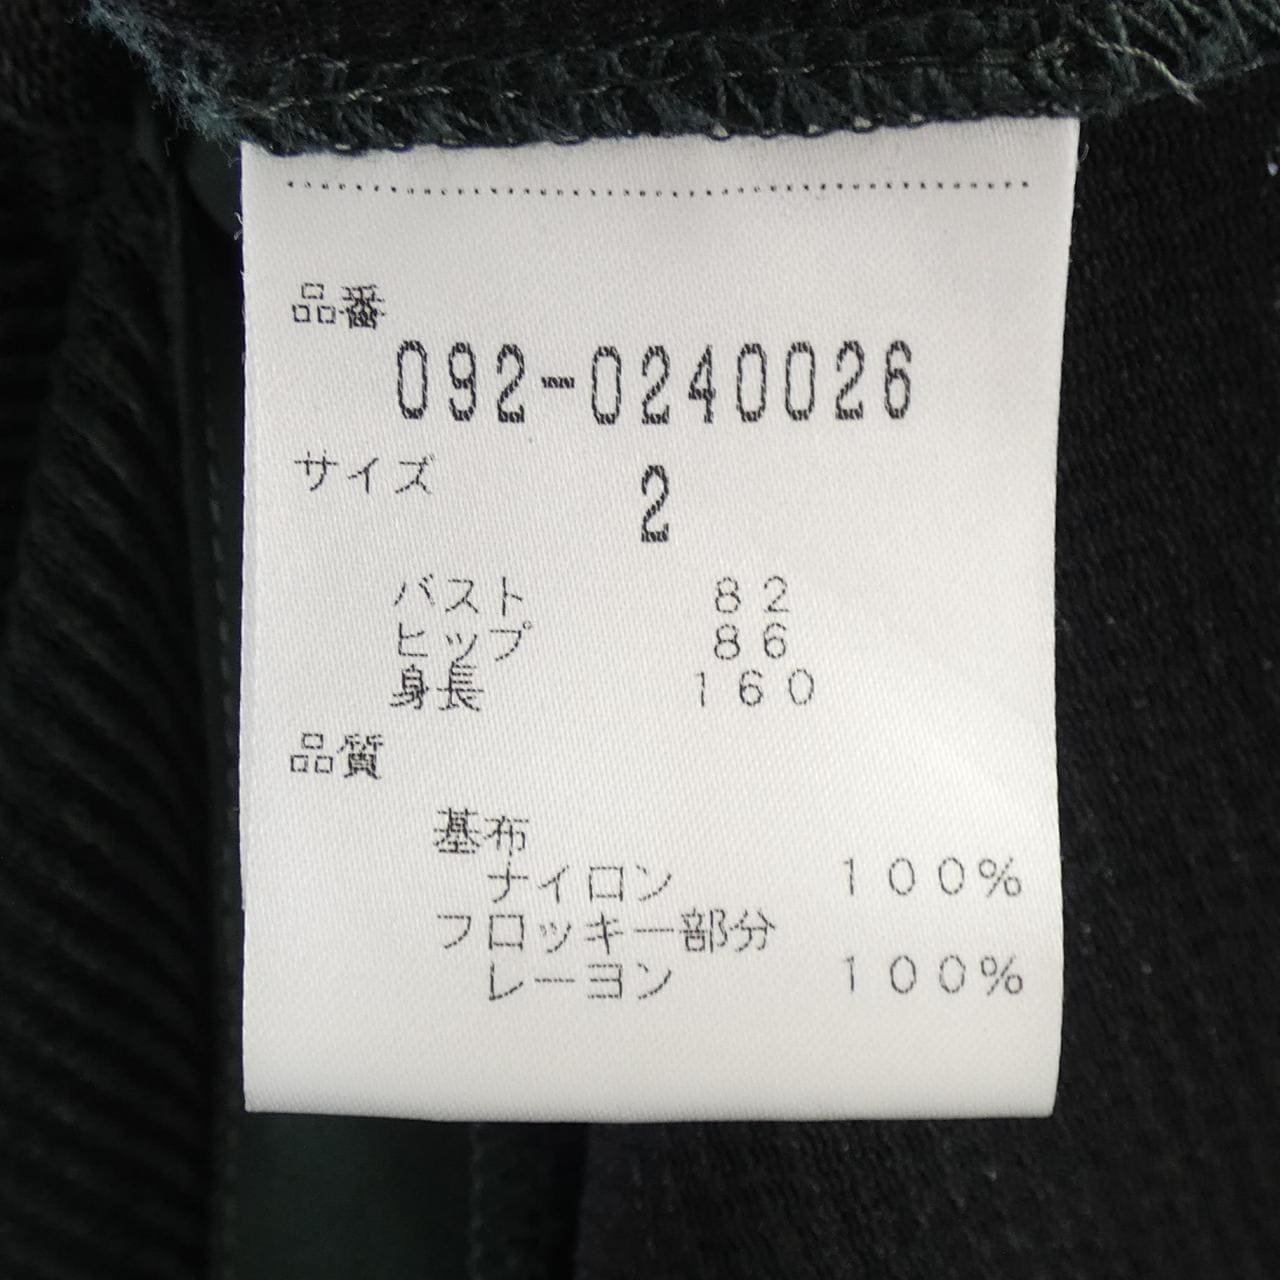 品番
092-0240026
サイズ 2
バスト 82
ヒップ 86
身長 160
品質
基布
ナイロン 100%
フロッキー部分
レーヨン 100%